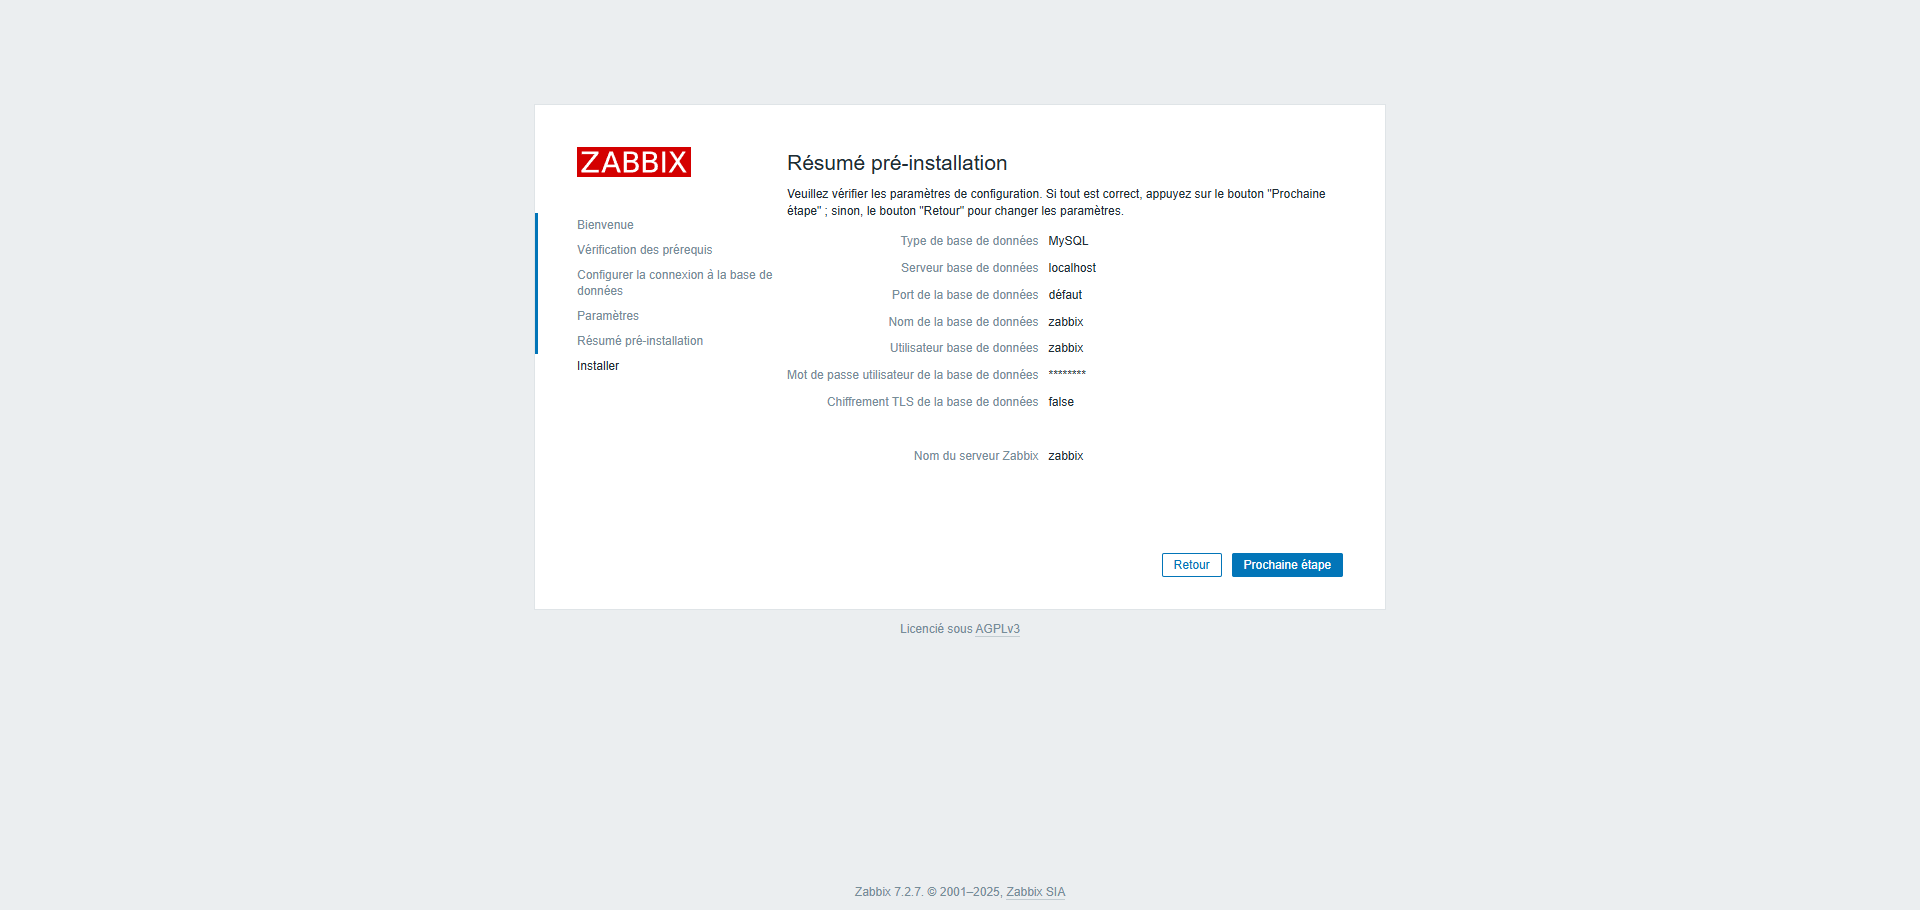 ZABBIX
Bienvenue
Vérification des prérequis
Configurer la connexion à la base de
données
Paramètres
Résumé pré-installation
Installer
Résumé pré-installation
Veuillez vérifier les paramètres de configuration. Si tout est correct, appuyez sur le bouton "Prochaine
étape" ; sinon, le bouton "Retour" pour changer les paramètres.
Type de base de données MySQL
Serveur base de données localhost
Port de la base de données défaut
Nom de la base de données zabbix
Utilisateur base de données zabbix
Mot de passe utilisateur de la base de données ********
Chiffrement TLS de la base de données false
Nom du serveur Zabbix zabbix
Retour Prochaine étape
Licencié sous AGPLv3
Zabbix 7.2.7. © 2001–2025, Zabbix SIA